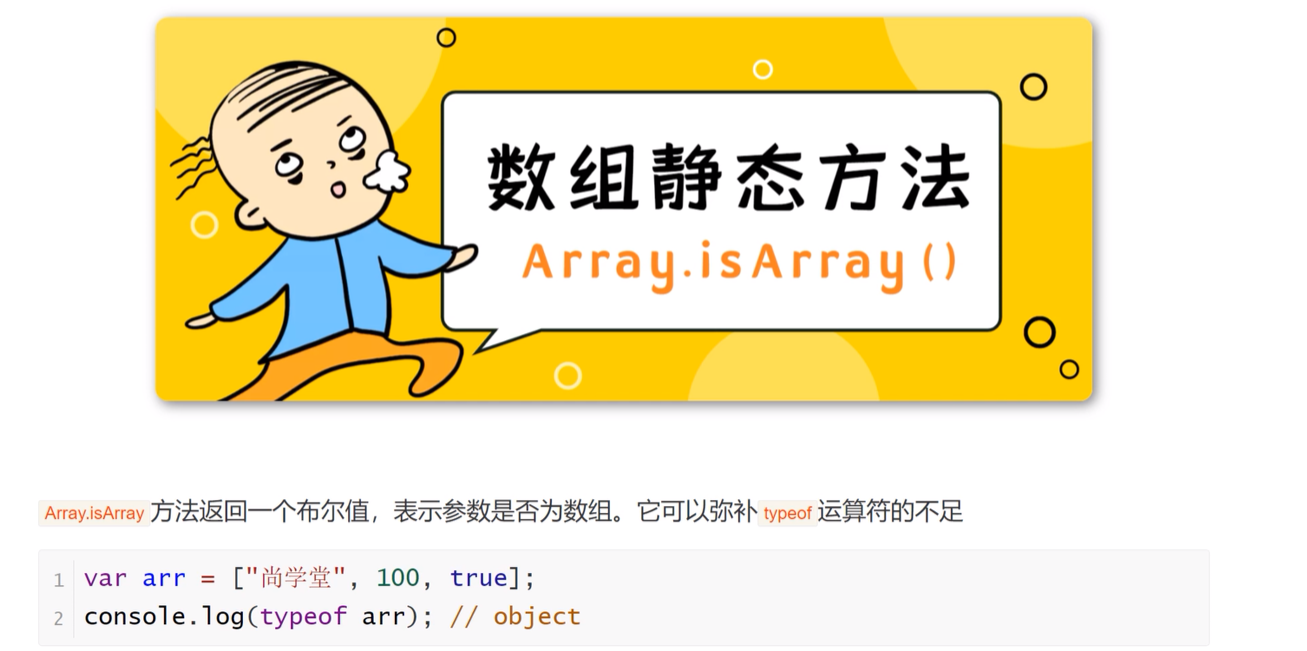 数组静态方法
Array.isArray()
Array.isArray方法返回一个布尔值，表示参数是否为数组。它可以弥补typeof运算符的不足
1 var arr = ["尚学堂", 100, true];
2 console.log(typeof arr); // object